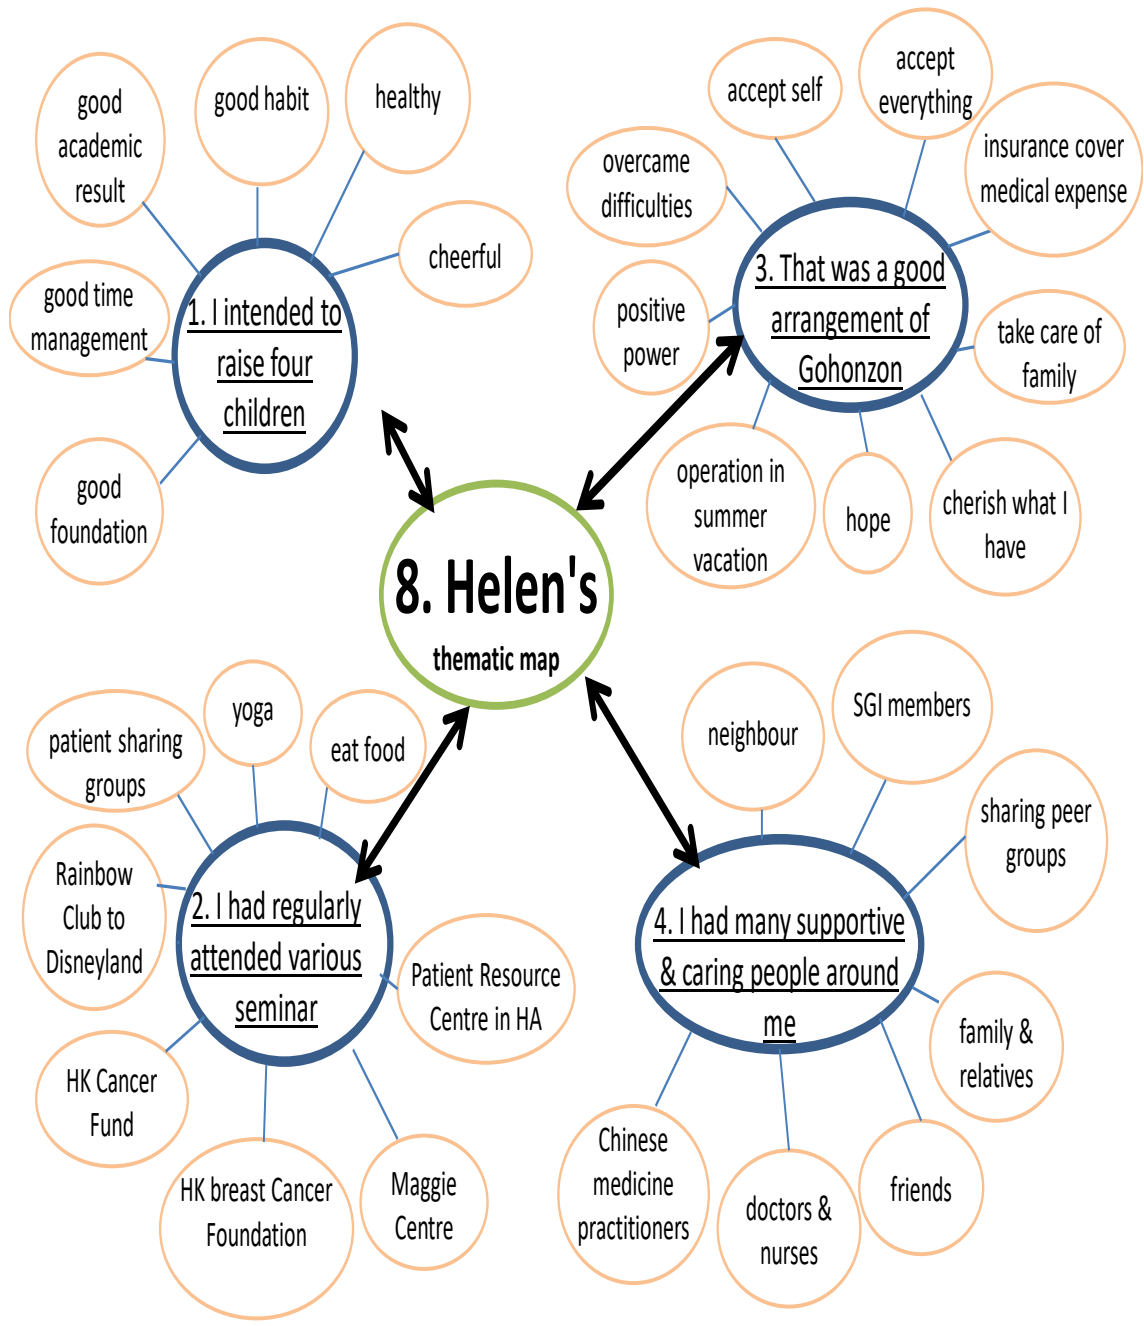 good
academic
result
good habit
healthy
cheerful
good time
management
good
foundation
1. I intended to
raise four
children
accept self
accept
everything
insurance cover
medical expense
overcame
difficulties
positive
power
3. That was a good
arrangement of
Gohonzon
take care of
family
operation in
summer
vacation
hope
cherish what I
have
8. Helen's
thematic map
patient sharing
groups
yoga
eat food
Rainbow
Club to
Disneyland
2. I had regularly
attended various
seminar
Patient Resource
Centre in HA
HK Cancer
Fund
HK breast Cancer
Foundation
Maggie
Centre
neighbour
SGI members
sharing peer
groups
4. I had many supportive
& caring people around
me
family &
relatives
Chinese
medicine
practitioners
doctors &
nurses
friends